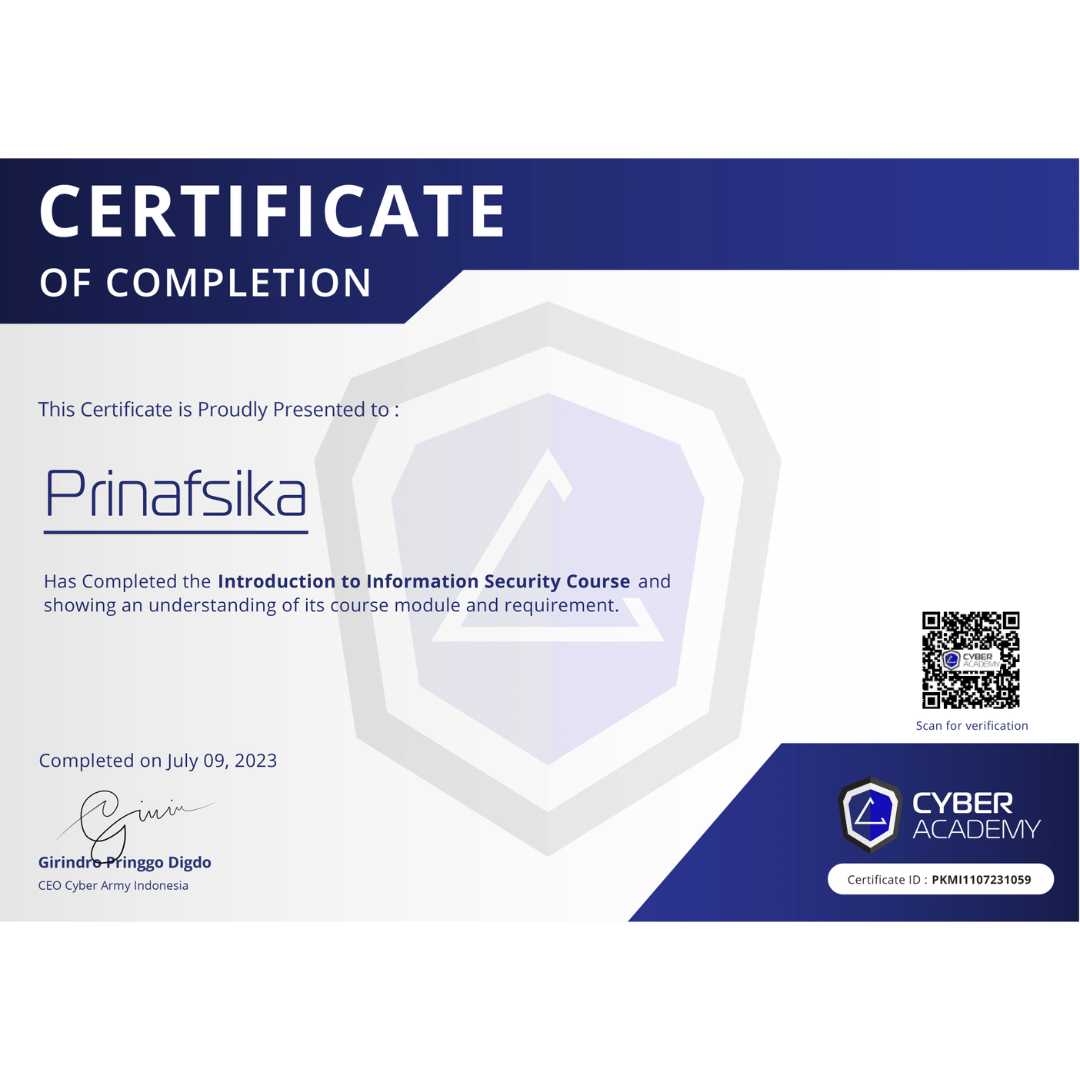 CERTIFICATE
OF COMPLETION
This Certificate is Proudly Presented to :
Prinafsika
Has Completed the Introduction to Information Security Course and
showing an understanding of its course module and requirement.
CYBER
ACADEMY
Scan for verification
Completed on July 09, 2023
Girindro Pringgo Digdo
CEO Cyber Army Indonesia
CYBER
ACADEMY
Certificate ID : PKMI1107231059